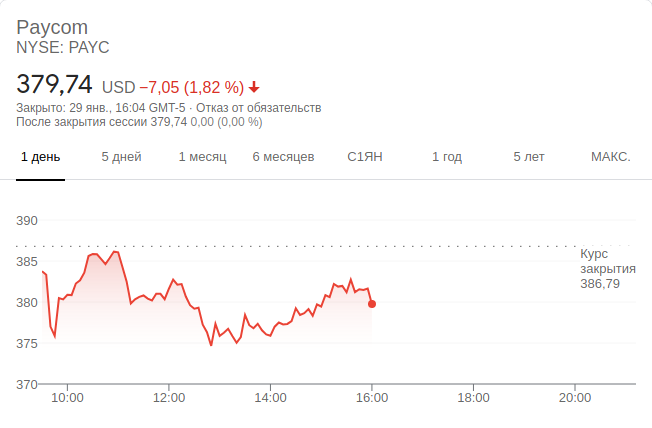 Paycom
NYSE: PAYC
379,74 USD −7,05 (1,82 %)
Закрыто: 29 янв., 16:04 GMT-5 · Отказ от обязательств
После закрытия сессии 379,74 0,00 (0,00 %)
1 день 5 дней 1 месяц 6 месяцев С1ЯН 1 год 5 лет МАКС.
390
385
380
375
370
Курс
закрытия
386,79
10:00 12:00 14:00 16:00 18:00 20:00